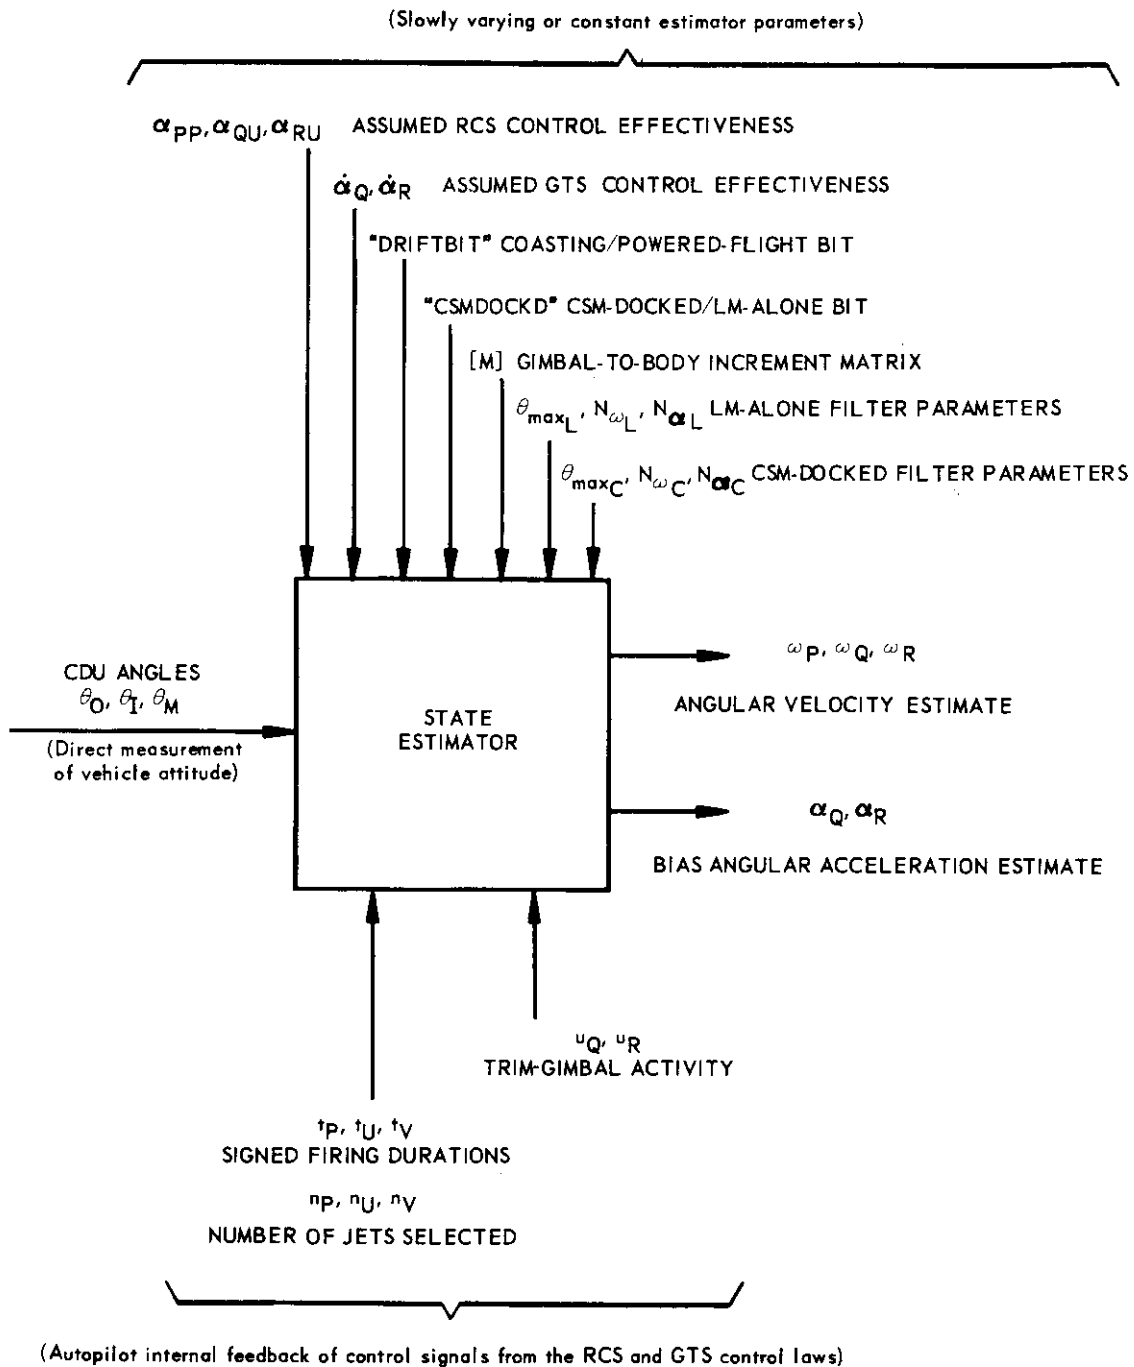 (Slowly varying or constant estimator parameters)
αPP, αQU, αRU ASSUMED RCS CONTROL EFFECTIVENESS
α̇Q, α̇R ASSUMED GTS CONTROL EFFECTIVENESS
"DRIFTBIT" COASTING/POWERED-FLIGHT BIT
"CSMDOCKD" CSM-DOCKED/LM-ALONE BIT
[M] GIMBAL-TO-BODY INCREMENT MATRIX
θmaxL, NωL, NαL LM-ALONE FILTER PARAMETERS
θmaxC, NωC, NαC CSM-DOCKED FILTER PARAMETERS
CDU ANGLES
θO, θI, θM
(Direct measurement
of vehicle attitude)
STATE
ESTIMATOR
ωP, ωQ, ωR
ANGULAR VELOCITY ESTIMATE
αQ, αR
BIAS ANGULAR ACCELERATION ESTIMATE
uQ, uR
TRIM-GIMBAL ACTIVITY
tP, tU, tV
SIGNED FIRING DURATIONS
nP, nU, nV
NUMBER OF JETS SELECTED
(Autopilot internal feedback of control signals from the RCS and GTS control laws)